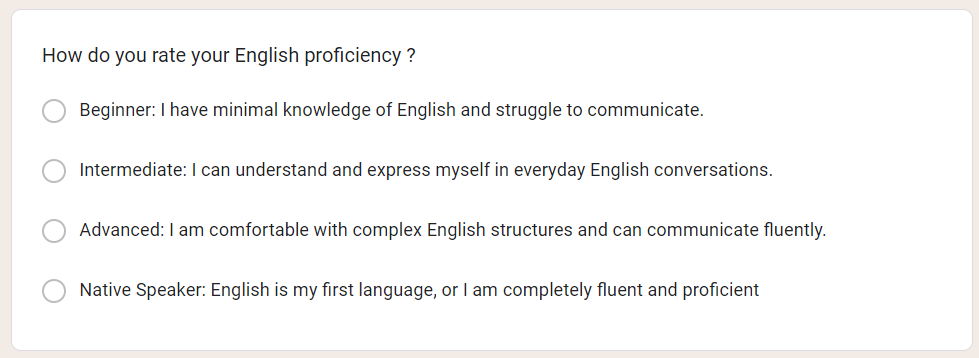 How do you rate your English proficiency ?
Beginner: I have minimal knowledge of English and struggle to communicate.
Intermediate: I can understand and express myself in everyday English conversations.
Advanced: I am comfortable with complex English structures and can communicate fluently.
Native Speaker: English is my first language, or I am completely fluent and proficient